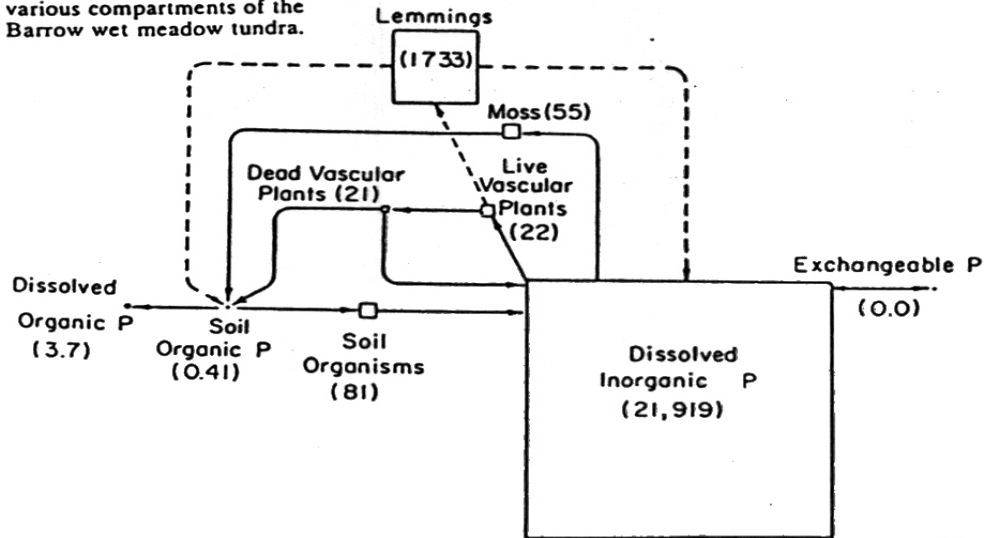 various compartments of the
Barrow wet meadow tundra.
Lemmings
(1733)
Moss (55)
Dead Vascular
Plants (21)
Live
Vascular
Plants
(22)
Dissolved
Organic P
(3.7)
Soil
Organic P
(0.41)
Soil
Organisms
(81)
Exchangeable P
(0.0)
Dissolved
Inorganic P
(21,919)